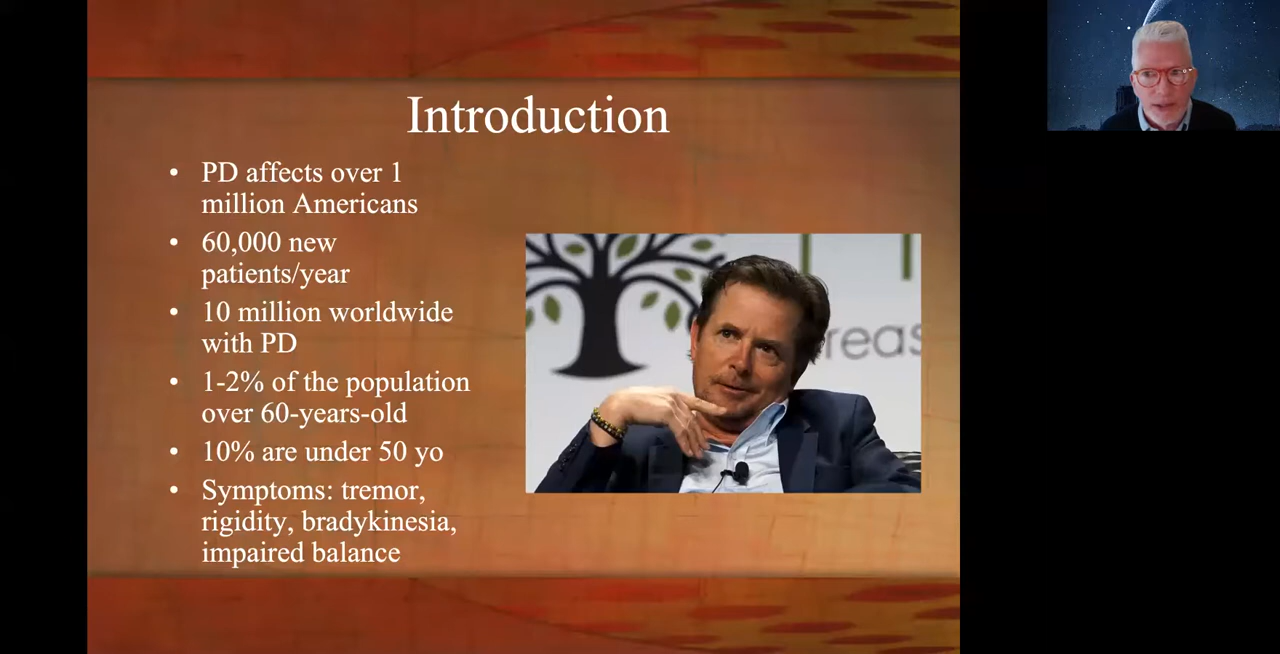 Introduction
• PD affects over 1
million Americans
• 60,000 new
patients/year
• 10 million worldwide
with PD
• 1-2% of the population
over 60-years-old
• 10% are under 50 yo
• Symptoms: tremor,
rigidity, bradykinesia,
impaired balance
reas